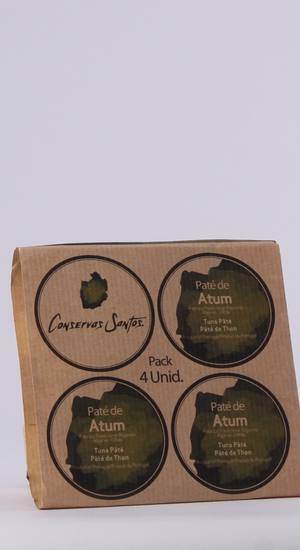 Conservas Santos.
Paté de
Atum
Tuna Pâté
Pâté de Thon
Pack
4 Unid.
Paté de
Atum
Tuna Pâté
Pâté de Thon
Paté de
Atum
Tuna Pâté
Pâté de Thon